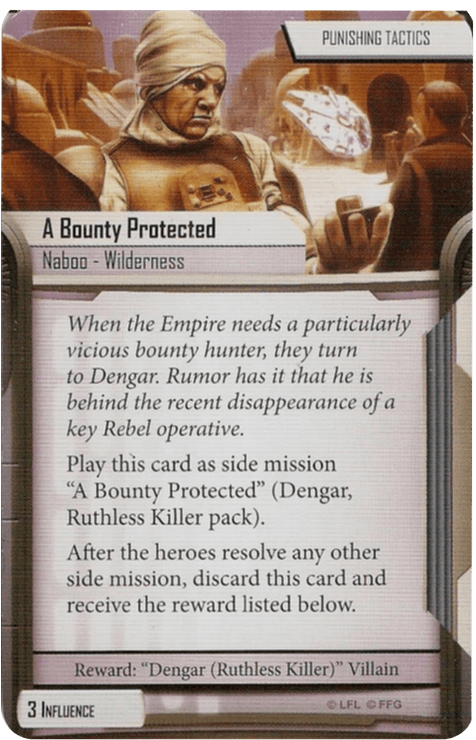 PUNISHING TACTICS
A Bounty Protected
Naboo - Wilderness
When the Empire needs a particularly
vicious bounty hunter, they turn
to Dengar. Rumor has it that he is
behind the recent disappearance of a
key Rebel operative.
Play this card as side mission
“A Bounty Protected” (Dengar,
Ruthless Killer pack).
After the heroes resolve any other
side mission, discard this card and
receive the reward listed below.
Reward: “Dengar (Ruthless Killer)” Villain
3 INFLUENCE
© LFL © FFG